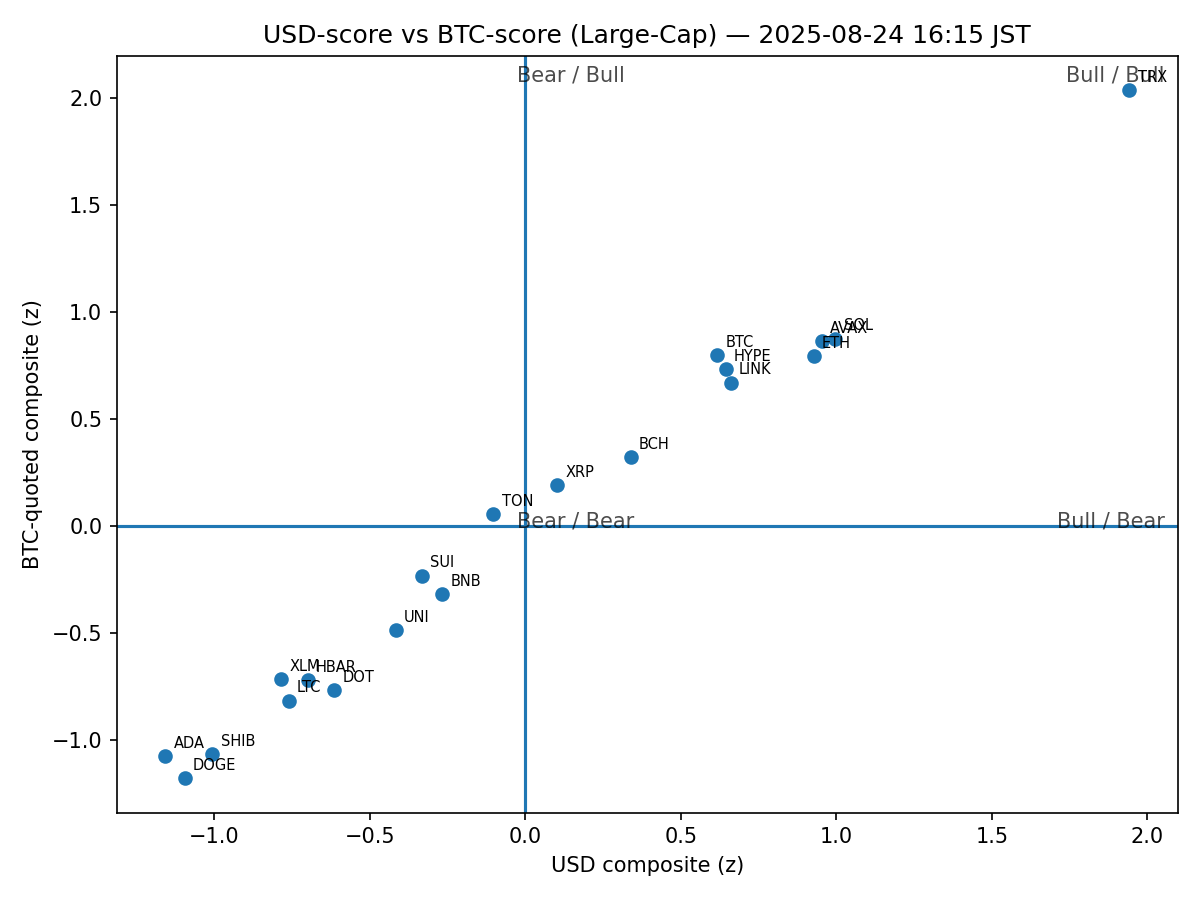 USD-score vs BTC-score (Large-Cap) — 2025-08-24 16:15 JST
Bear / Bull
Bull / Bull
TRX
2.0
1.5
1.0
0.5
0.0
−0.5
−1.0
BTC-quoted composite (z)
SOL
AVAX
ETH
BTC
HYPE
LINK
BCH
XRP
TON
Bear / Bear
Bull / Bear
SUI
BNB
UNI
XLM
HBAR
DOT
LTC
ADA
SHIB
DOGE
−1.0
−0.5
0.0
0.5
1.0
1.5
2.0
USD composite (z)